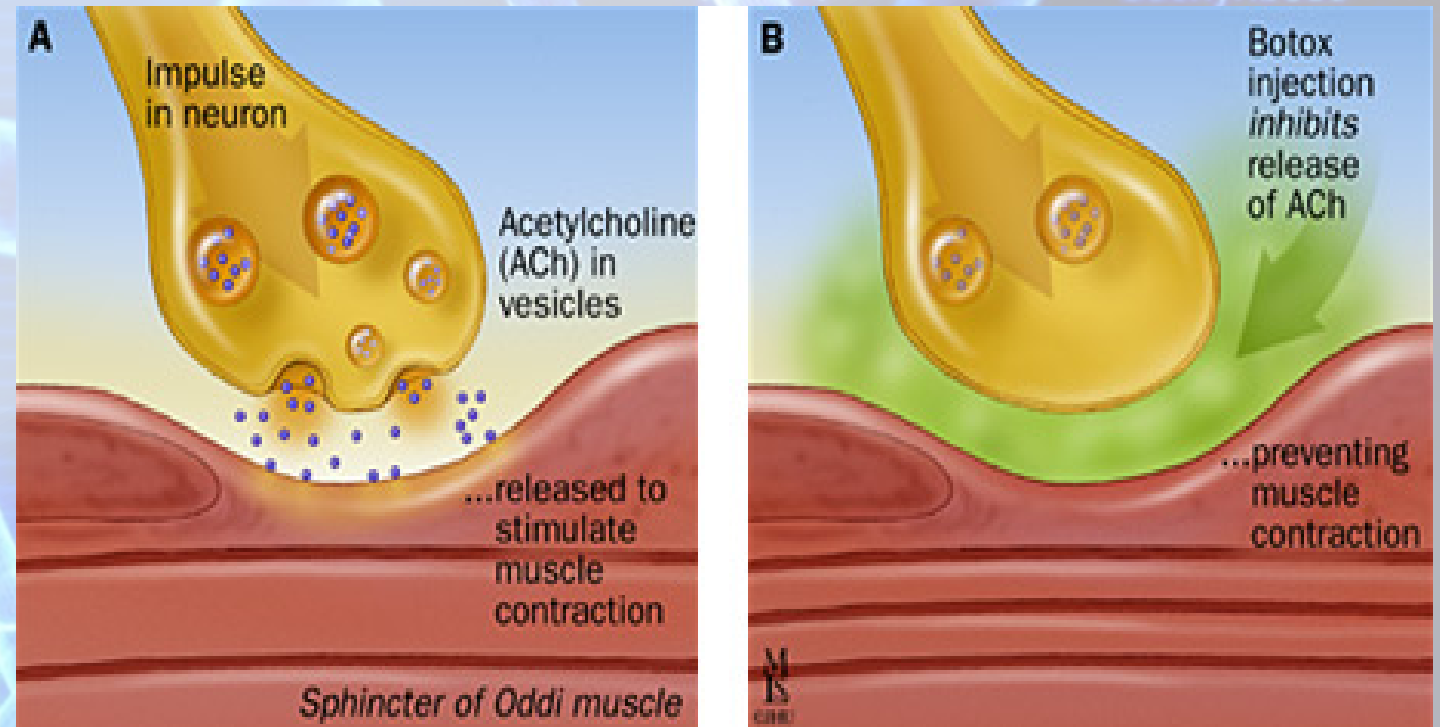 A
Impulse
in neuron
Acetylcholine
(ACh) in
vesicles
...released to
stimulate
muscle
contraction
Sphincter of Oddi muscle
B
Botox
injection
inhibits
release
of ACh
...preventing
muscle
contraction